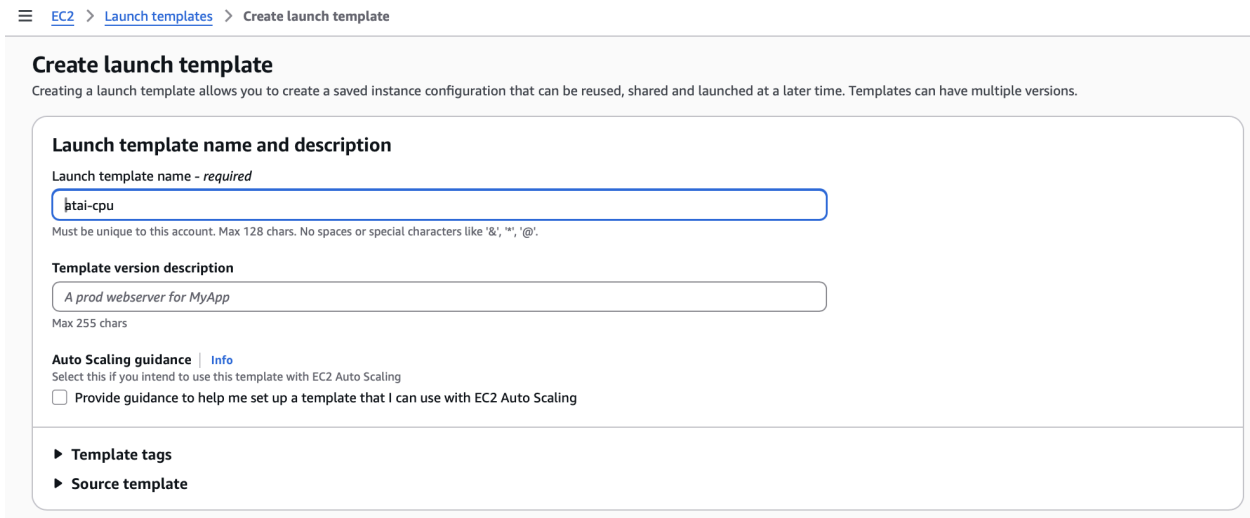 EC2 > Launch templates > Create launch template
Create launch template
Creating a launch template allows you to create a saved instance configuration that can be reused, shared and launched at a later time. Templates can have multiple versions.
Launch template name and description
Launch template name - required
atai-cpu
Must be unique to this account. Max 128 chars. No spaces or special characters like '&', '*', '@'.
Template version description
A prod webserver for MyApp
Max 255 chars
Auto Scaling guidance | Info
Select this if you intend to use this template with EC2 Auto Scaling
Provide guidance to help me set up a template that I can use with EC2 Auto Scaling
Template tags
Source template